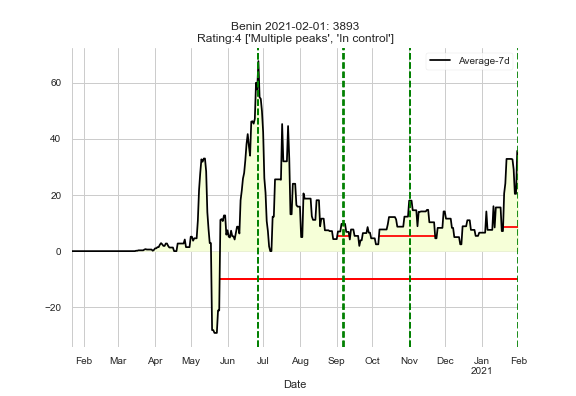 Benin 2021-02-01: 3893
Rating:4 ['Multiple peaks', 'In control']
Average-7d
60
40
20
0
−20
Feb Mar Apr May Jun Jul Aug Sep Oct Nov Dec Jan Feb
2021
Date